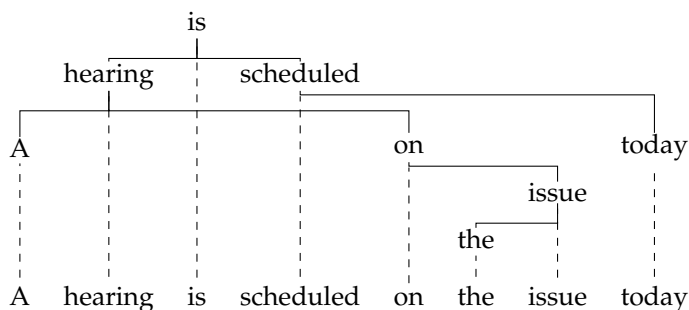 is
hearing scheduled
A on today
issue
the
A hearing is scheduled on the issue today